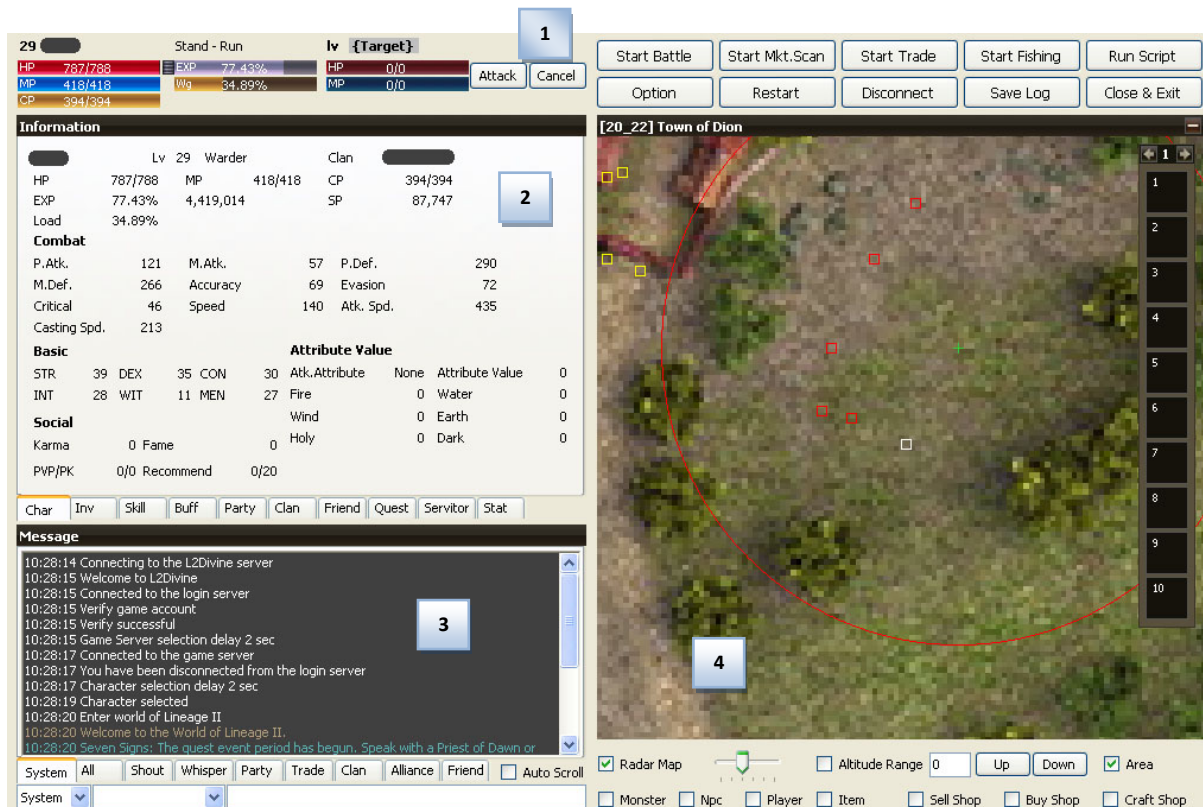 1
29 Stand - Run lv {Target}
HP 787/788 EXP 77.43% HP 0/0
MP 418/418 Wg 34.89% MP 0/0 Attack Cancel
CP 394/394
Start Battle Start Mkt.Scan Start Trade Start Fishing Run Script
Option Restart Disconnect Save Log Close & Exit
Information
Lv 29 Warder Clan
HP 787/788 MP 418/418 CP 394/394
EXP 77.43% 4,419,014 SP 87,747
Load 34.89%
2
Combat
P.Atk. 121 M.Atk. 57 P.Def. 290
M.Def. 266 Accuracy 69 Evasion 72
Critical 46 Speed 140 Atk. Spd. 435
Casting Spd. 213
Basic Attribute Value
STR 39 DEX 35 CON 30 Atk.Attribute None Attribute Value 0
INT 28 WIT 11 MEN 27 Fire 0 Water 0
Social Wind 0 Earth 0
Karma 0 Fame 0 Holy 0 Dark 0
PVP/PK 0/0 Recommend 0/20
Char Inv Skill Buff Party Clan Friend Quest Servitor Stat
Message
10:28:14 Connecting to the L2Divine server
10:28:15 Welcome to L2Divine
10:28:15 Connected to the login server
10:28:15 Verify game account
10:28:15 Verify successful
10:28:15 Game Server selection delay 2 sec
10:28:17 Connected to the game server
10:28:17 You have been disconnected from the login server
10:28:17 Character selection delay 2 sec
10:28:19 Character selected
10:28:20 Enter world of Lineage II
10:28:20 Welcome to the World of Lineage II.
10:28:20 Seven Signs: The quest event period has begun. Speak with a Priest of Dawn or
3
System All Shout Whisper Party Trade Clan Alliance Friend Auto Scroll
System
[20_22] Town of Dion
1
1
2
3
4
5
6
7
8
9
10
4
Radar Map Altitude Range 0 Up Down Area
Monster Npc Player Item Sell Shop Buy Shop Craft Shop